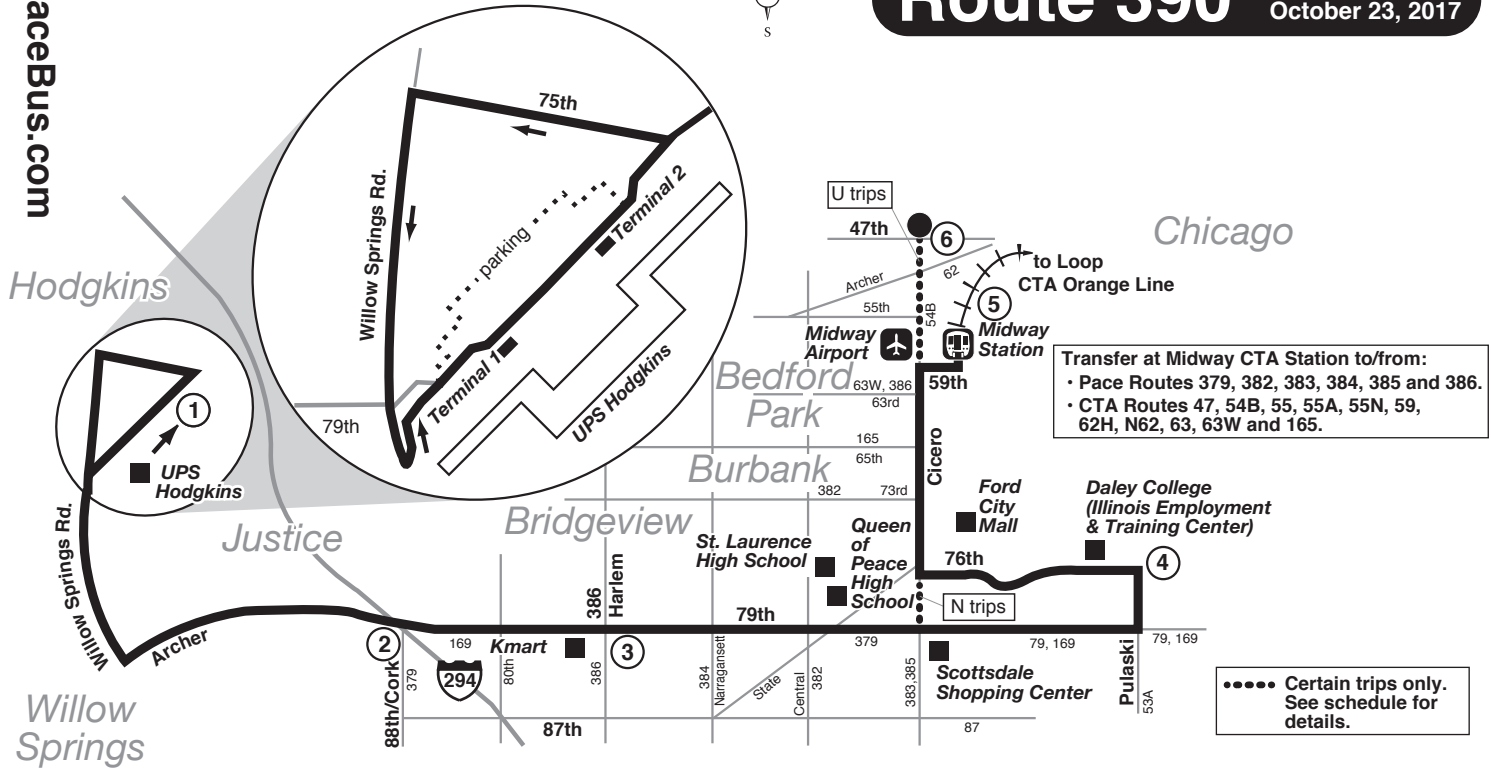 aceBus.com
S
Route 390
October 23, 2017
75th
Willow Springs Rd.
parking
Terminal 2
Terminal 1
UPS Hodgkins
79th
Hodgkins
1
UPS
Hodgkins
Willow Springs Rd.
Justice
Archer
Willow
Springs
U trips
47th
6
Chicago
Archer
62
to Loop
CTA Orange Line
55th
54B
5
Midway
Airport
Midway
Station
Transfer at Midway CTA Station to/from:
• Pace Routes 379, 382, 383, 384, 385 and 386.
• CTA Routes 47, 54B, 55, 55A, 55N, 59,
62H, N62, 63, 63W and 165.
Bedford
Park
63W, 386
63rd
59th
165
65th
Burbank
Cicero
382
73rd
Bridgeview
Ford
City
Mall
Daley College
(Illinois Employment
& Training Center)
St. Laurence
High School
Queen
of
Peace
High
School
76th
4
386
Harlem
79th
N trips
2
169
Kmart
3
379
79, 169
79, 169
88th/Cork
379
294
80th
386
384
Narragansett
State
Central
382
383,385
Scottsdale
Shopping Center
Pulaski
53A
87th
87
Certain trips only.
See schedule for
details.